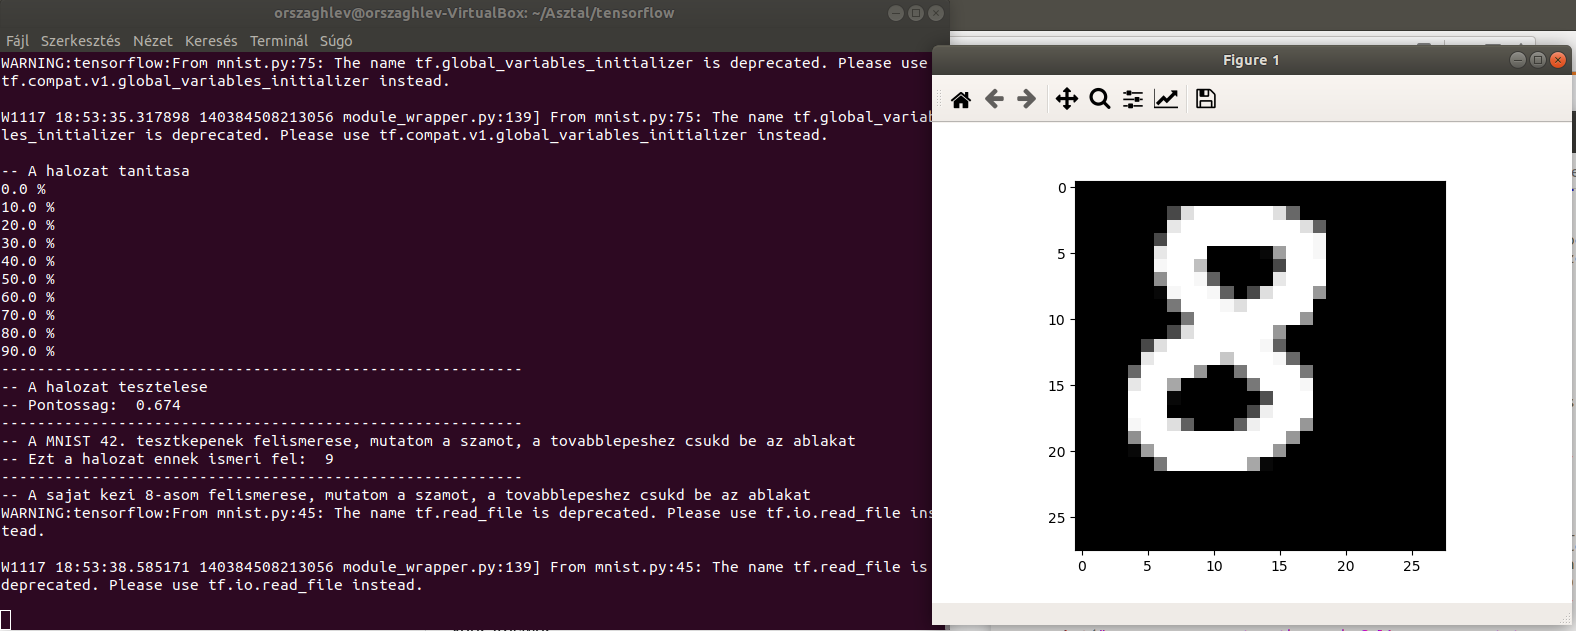 orszaghlev@orszaghlev-VirtualBox: ~/Asztal/tensorflow
Fájl Szerkesztés Nézet Keresés Terminál Súgó
WARNING:tensorflow:From mnist.py:75: The name tf.global_variables_initializer is deprecated. Please use
tf.compat.v1.global_variables_initializer instead.
W1117 18:53:35.317898 140384508213056 module_wrapper.py:139] From mnist.py:75: The name tf.global_variab
les_initializer is deprecated. Please use tf.compat.v1.global_variables_initializer instead.
-- A halozat tanitasa
0.0 %
10.0 %
20.0 %
30.0 %
40.0 %
50.0 %
60.0 %
70.0 %
80.0 %
90.0 %
----------------------------------------------------------
-- A halozat tesztelese
-- Pontossag:  0.674
----------------------------------------------------------
-- A MNIST 42. tesztkepenek felismerese, mutatom a szamot, a tovabblepeshez csukd be az ablakat
-- Ezt a halozat ennek ismeri fel:  9
----------------------------------------------------------
-- A sajat kezi 8-asom felismerese, mutatom a szamot, a tovabblepeshez csukd be az ablakat
WARNING:tensorflow:From mnist.py:45: The name tf.read_file is deprecated. Please use tf.io.read_file ins
tead.
W1117 18:53:38.585171 140384508213056 module_wrapper.py:139] From mnist.py:45: The name tf.read_file is
deprecated. Please use tf.io.read_file instead.
Figure 1
8
0
5
10
15
20
25
0 5 10 15 20 25